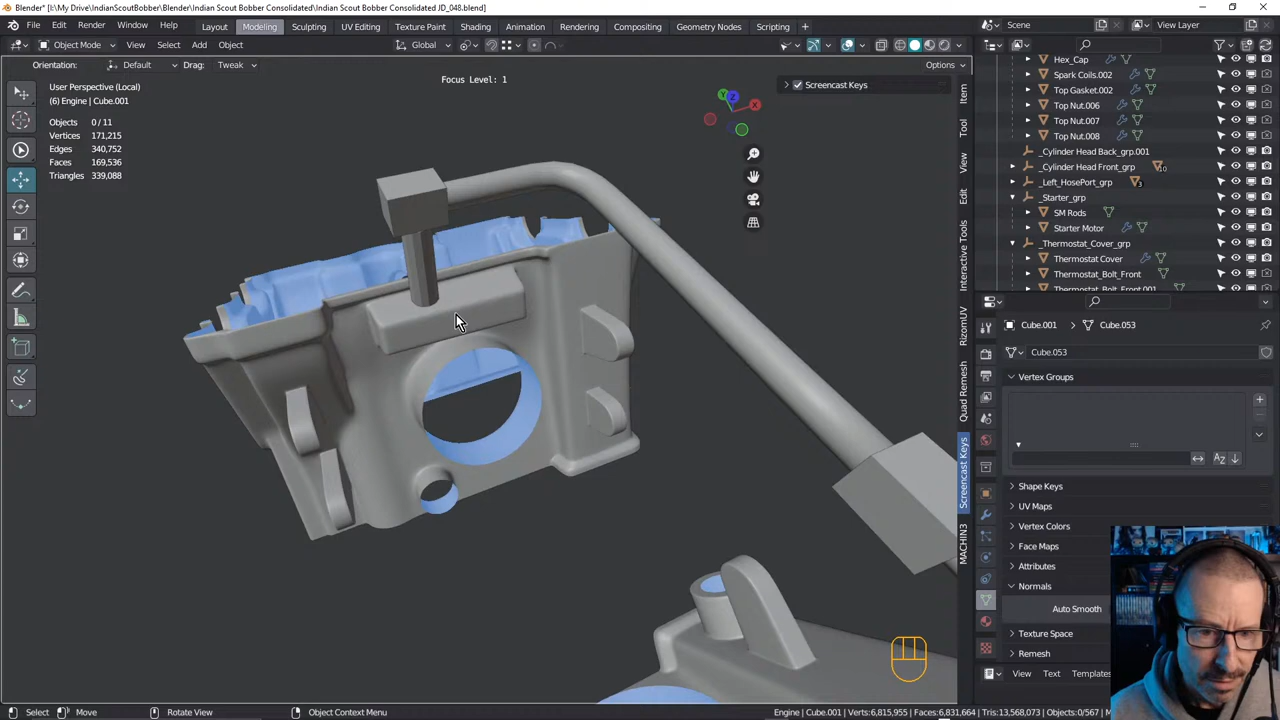 Blender* [I:\My Drive\IndianScoutBobber\Blender\Indian Scout Bobber Consolidated\Indian Scout Bobber Consolidated JD_048.blend]
File Edit Render Window Help
Layout Modeling Sculpting UV Editing Texture Paint Shading Animation Rendering Compositing Geometry Nodes Scripting
Scene
View Layer
Object Mode View Select Add Object
Global
Orientation: Default Drag: Tweak
Options
Focus Level: 1
User Perspective (Local)
(6) Engine | Cube.001
Objects 0/11
Vertices 171,215
Edges 340,752
Faces 169,536
Triangles 339,088
Screencast Keys
Y Z X
Item
Tool
View
Edit
Interactive Tools
RizomUV
Quad Remesh
Screencast Keys
MACHIN3
Hex_Cap
Spark Coils.002
Top Gasket.002
Top Nut.006
Top Nut.007
Top Nut.008
_Cylinder Head Back_grp.001
_Cylinder Head Front_grp 10
_Left_HosePort_grp 3
_Starter_grp
SM Rods
Starter Motor
_Thermostat_Cover_grp
Thermostat Cover
Thermostat_Bolt_Front
Thermostat_Bolt_Front.001
Cube.001 Cube.053
Cube.053
Vertex Groups
Shape Keys
UV Maps
Vertex Colors
Face Maps
Attributes
Normals
Auto Smooth
Texture Space
Remesh
View Text Templates
Select Move Rotate View Object Context Menu
Engine | Cube.001 | Verts:6,815,955 | Faces:6,831,664 | Tris:13,568,073 | Objects:0/567